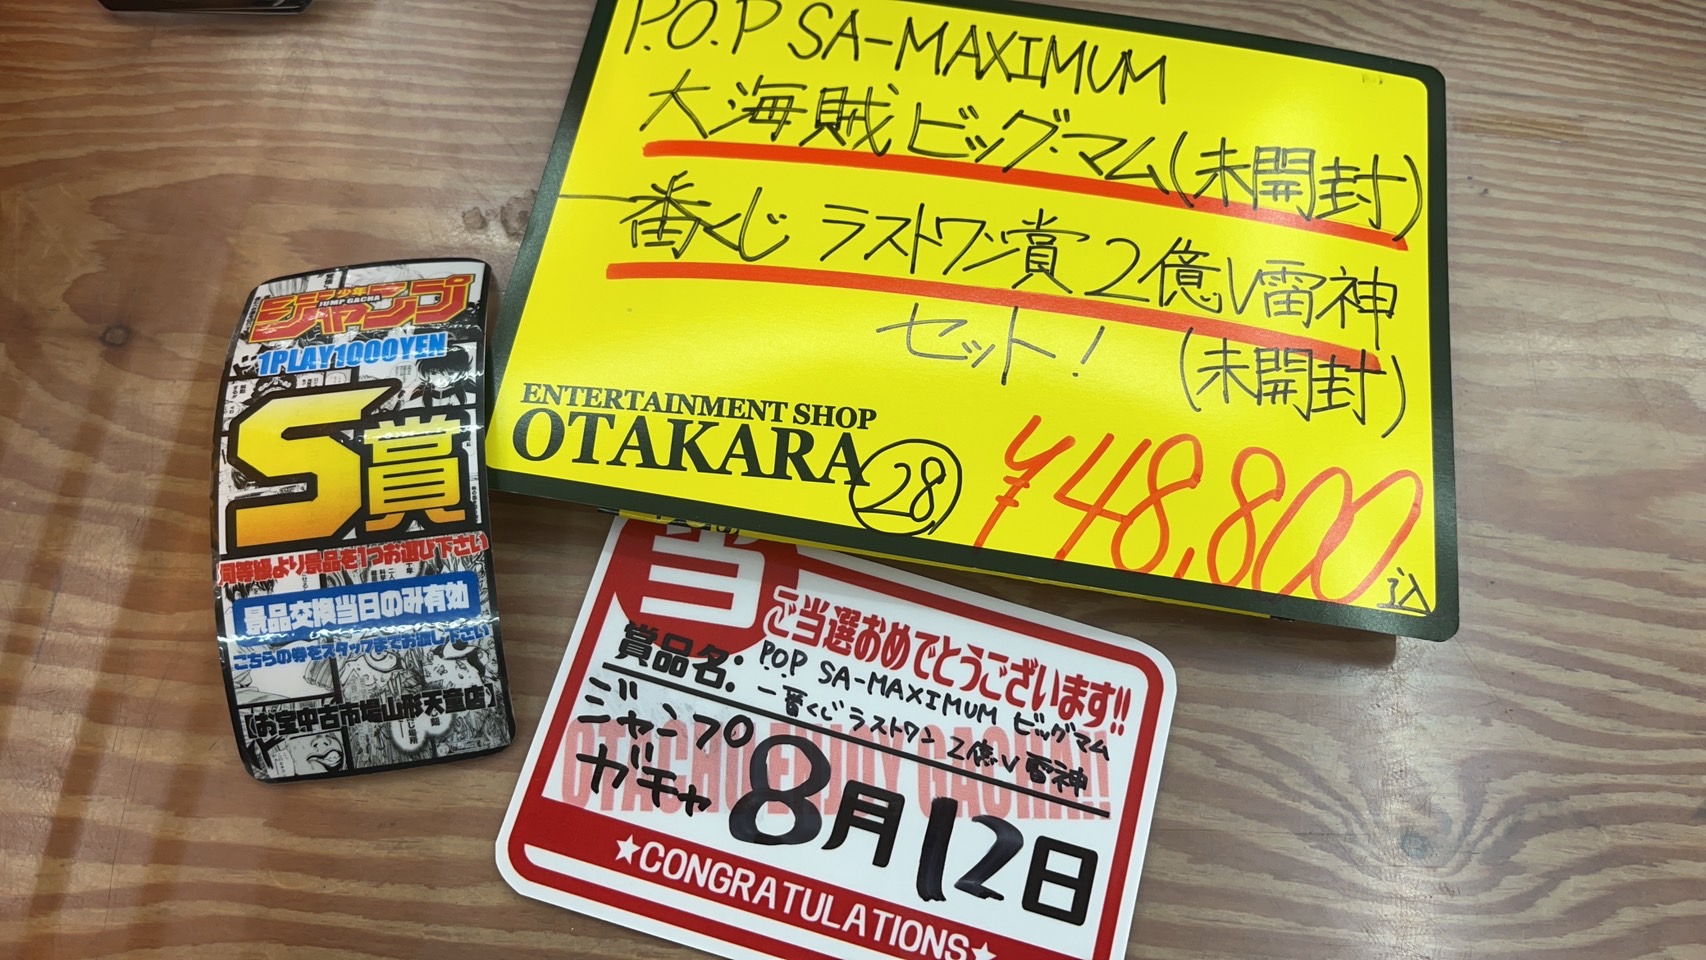 P.O.P SA-MAXIMUM
大海賊ビッグ・マム(未開封)
一番くじ ラストワン賞 2億V雷神
セット! (未開封)
ENTERTAINMENT SHOP
OTAKARA
28
¥48,800
込
少年
JUMP GACHA
ジャンプ
1PLAY1000YEN
S賞
同等級より景品を1つお選び下さい
景品交換当日のみ有効
こちらの券をスタッフまでお渡し下さい
【お宝中古市場山形天童店】
当
ご当選おめでとうございます!!
賞品名: P.O.P SA-MAXIMUM ビッグマム
一番くじ ラストワン 2億V雷神
ジャンプ
ガチャ
8月12日
★CONGRATULATIONS★